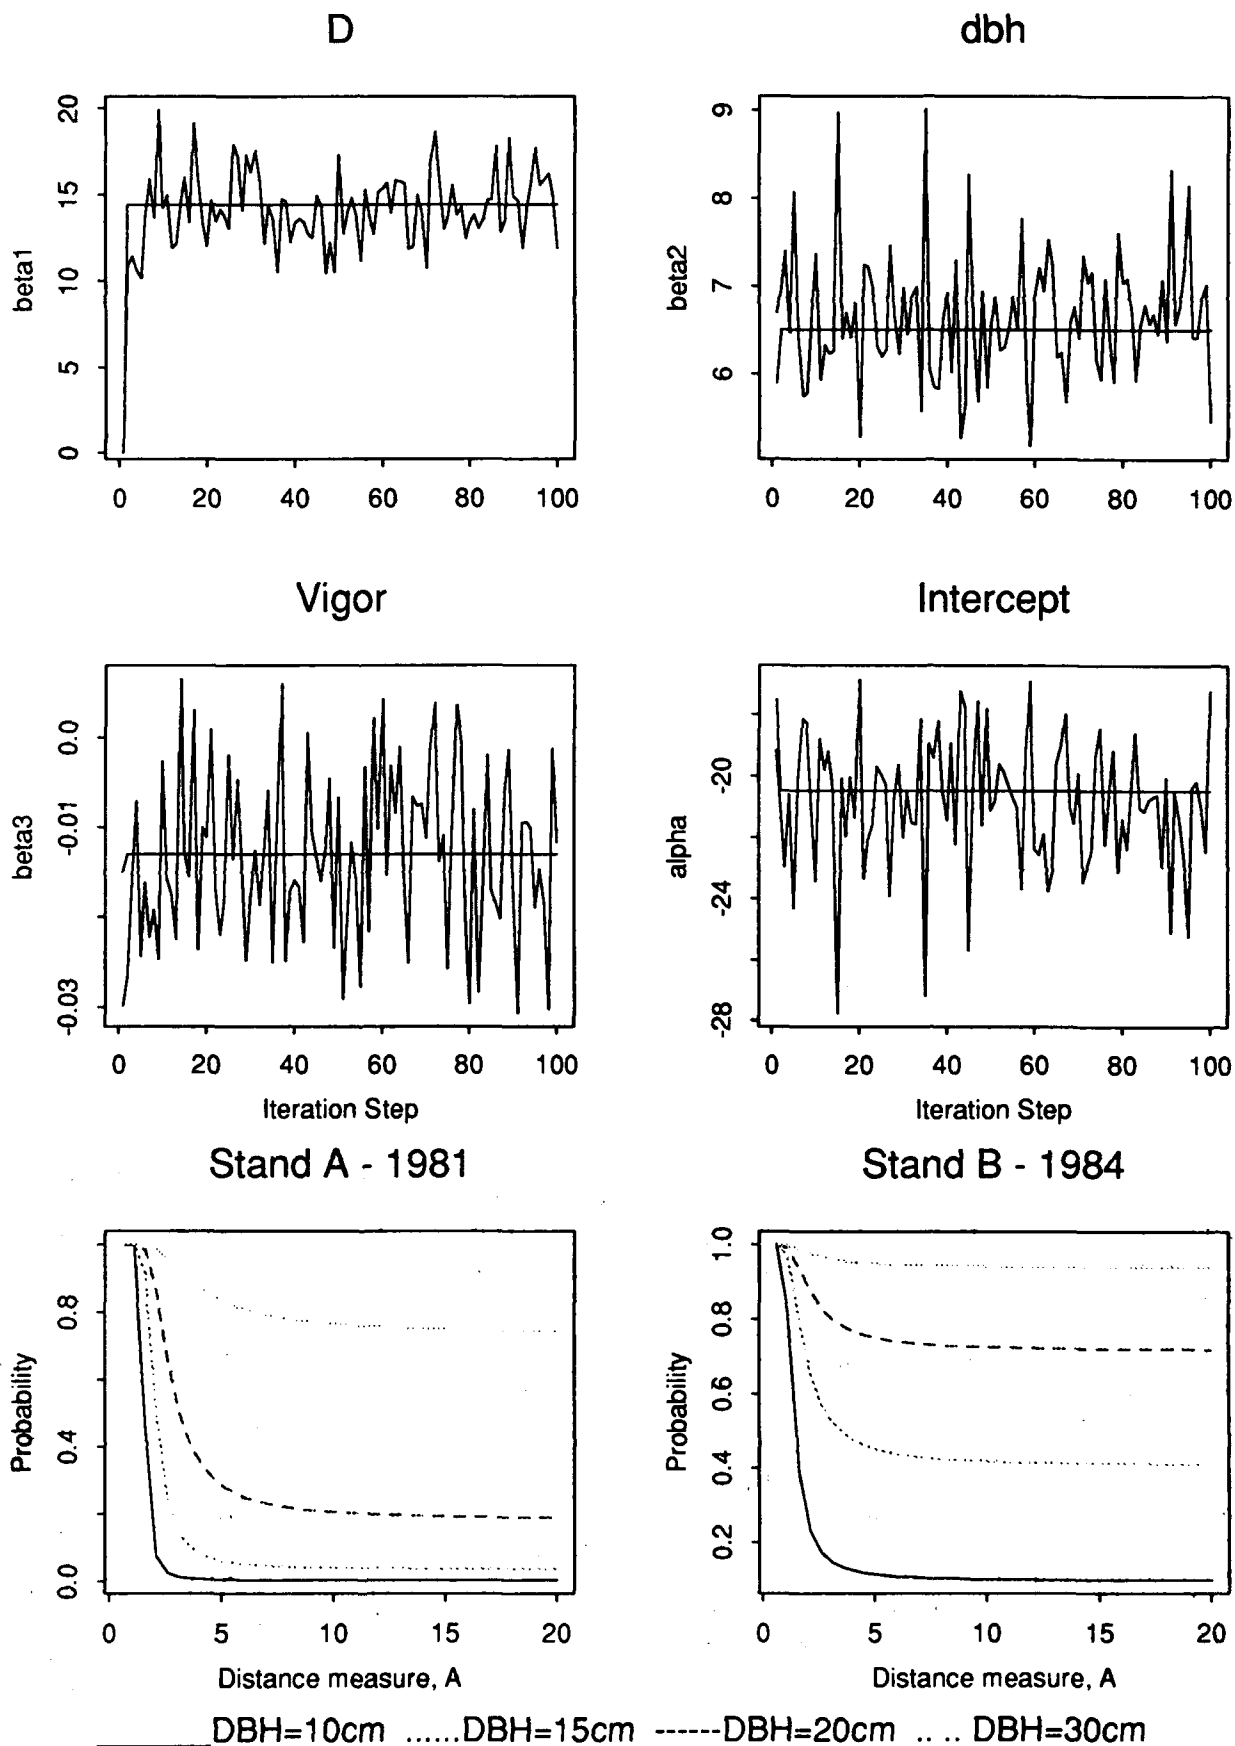 D
dbh
beta1
0 5 10 15 20
0 20 40 60 80 100
beta2
6 7 8 9
0 20 40 60 80 100
Vigor
Intercept
beta3
-0.03 -0.01 0.0
0 20 40 60 80 100
Iteration Step
alpha
-28 -24 -20
0 20 40 60 80 100
Iteration Step
Stand A - 1981
Stand B - 1984
Probability
0.0 0.4 0.8
0 5 10 15 20
Distance measure, A
Probability
0.2 0.4 0.6 0.8 1.0
0 5 10 15 20
Distance measure, A
DBH=10cm ......DBH=15cm ------DBH=20cm .. .. DBH=30cm